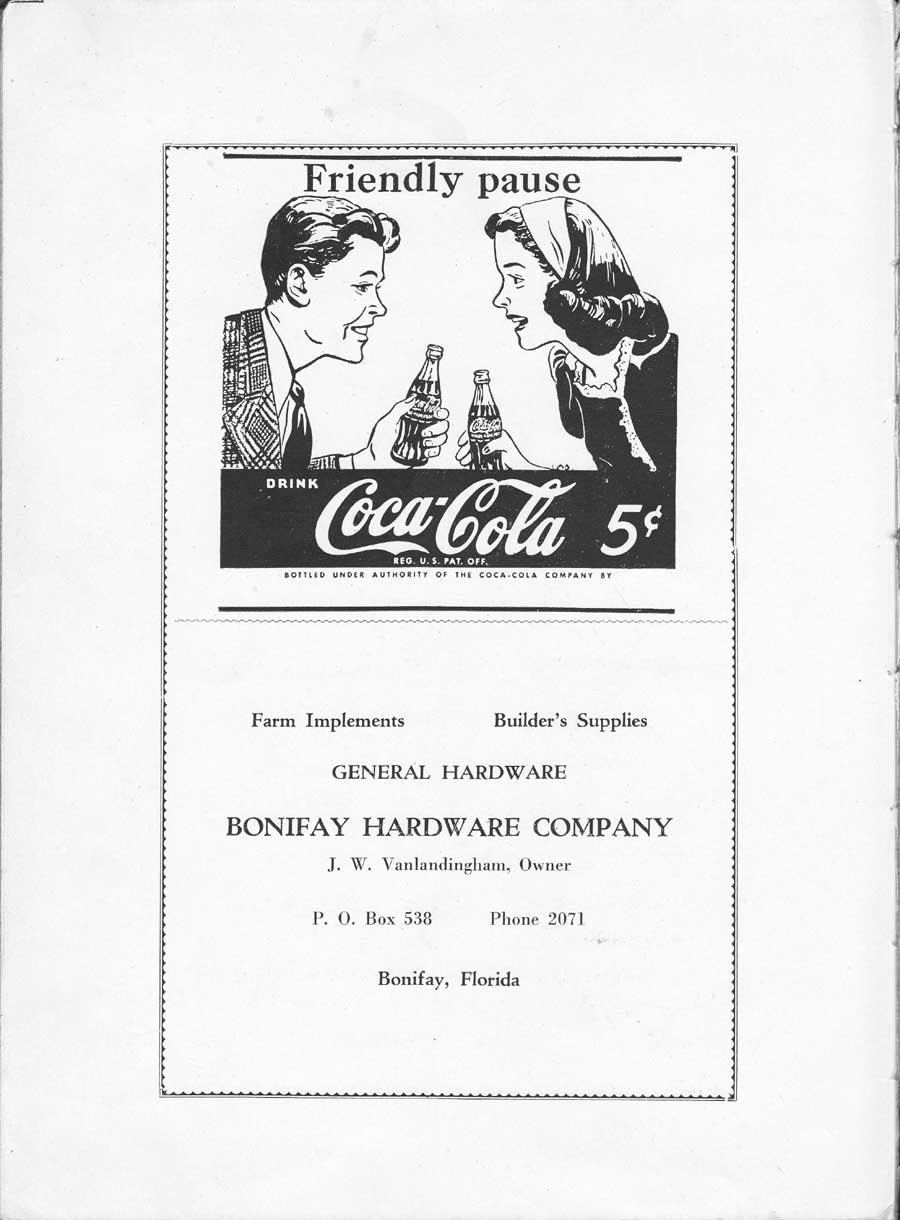 Friendly pause
DRINK
Coca-Cola 5¢
REG. U. S. PAT. OFF.
BOTTLED UNDER AUTHORITY OF THE COCA-COLA COMPANY BY
Farm Implements Builder's Supplies
GENERAL HARDWARE
BONIFAY HARDWARE COMPANY
J. W. Vanlandingham, Owner
P. O. Box 538 Phone 2071
Bonifay, Florida